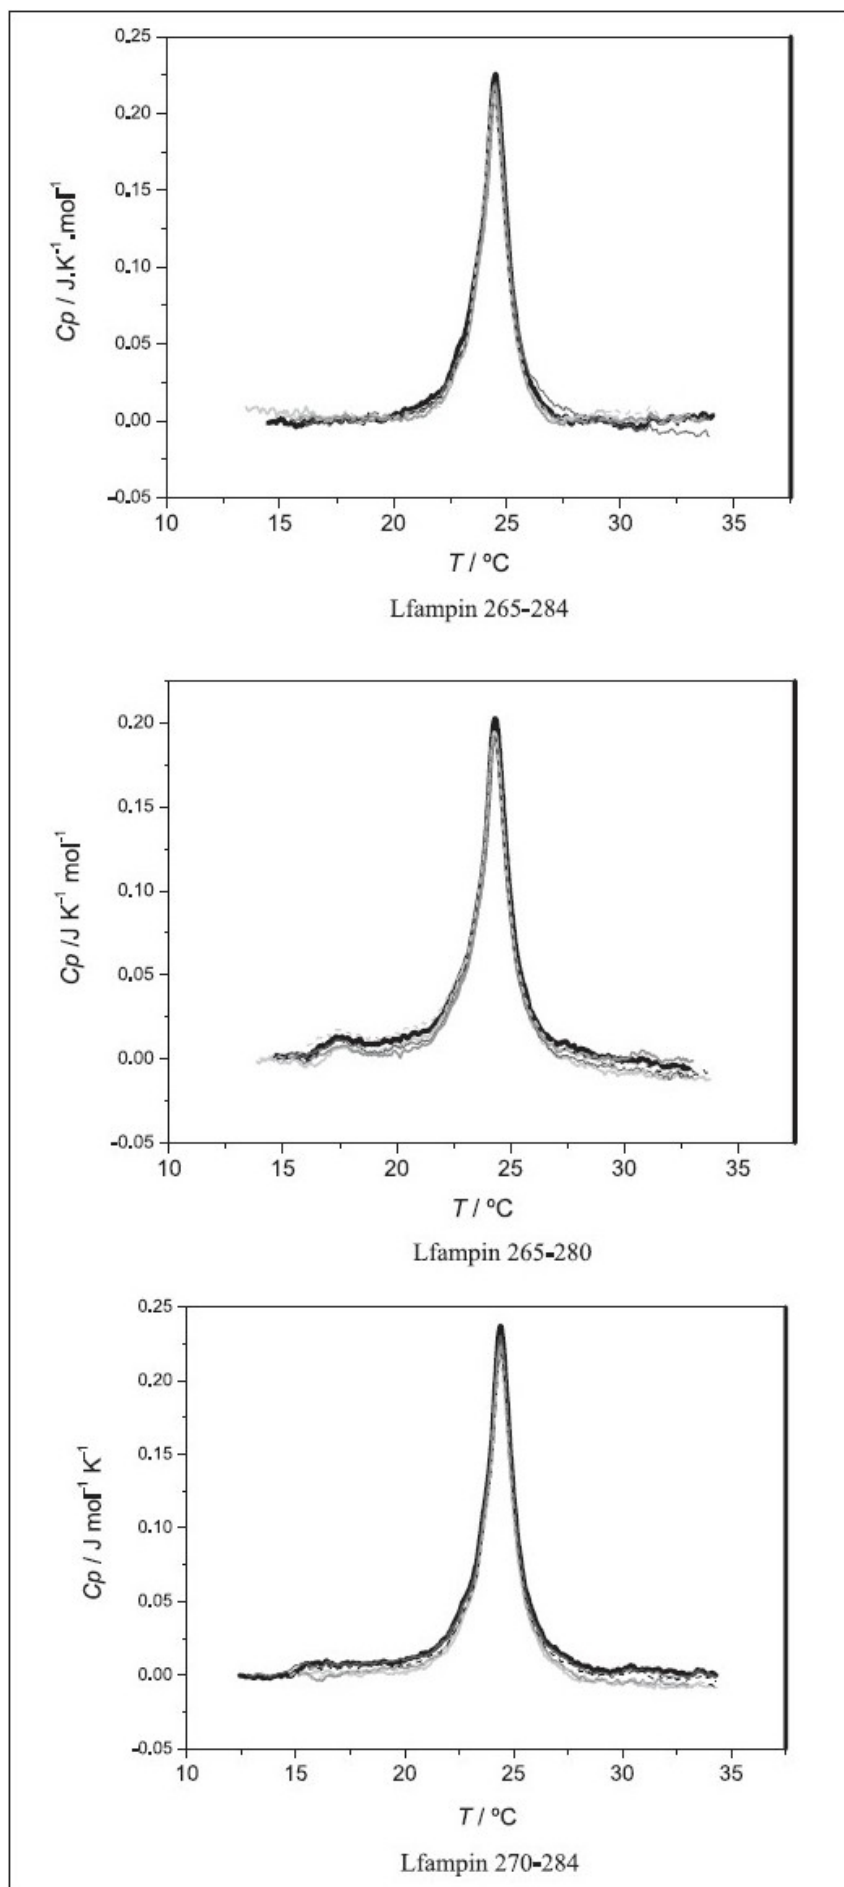 0.25
0.20
0.15
0.10
0.05
0.00
-0.05
Cp / J.K⁻¹.mol⁻¹
10 15 20 25 30 35
T / ºC
Lfampin 265-284
0.20
0.15
0.10
0.05
0.00
-0.05
Cp /J K⁻¹ mol⁻¹
10 15 20 25 30 35
T / ºC
Lfampin 265-280
0.25
0.20
0.15
0.10
0.05
0.00
-0.05
Cp / J mol⁻¹ K⁻¹
10 15 20 25 30 35
T / ºC
Lfampin 270-284